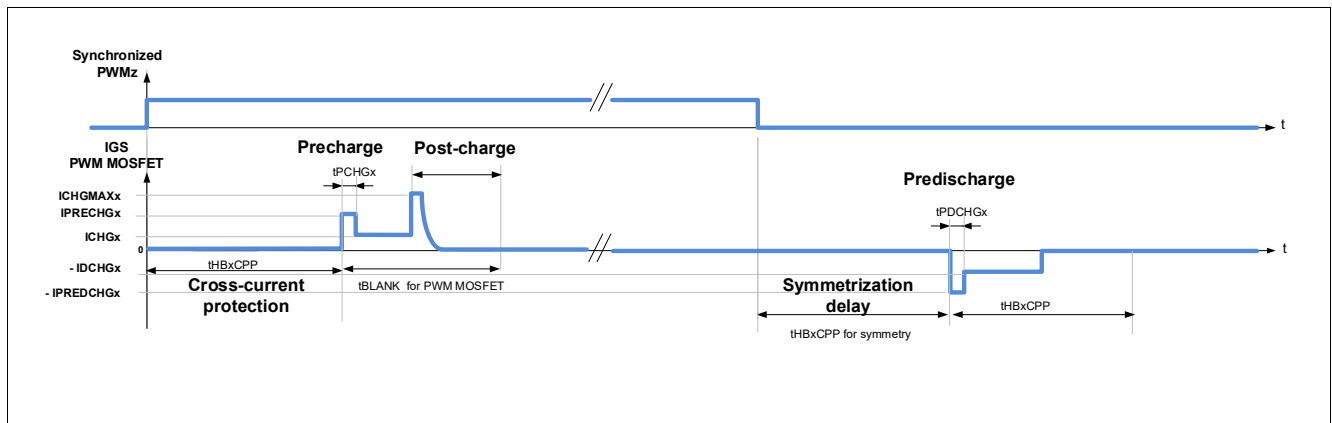 Synchronized
PWMz
t
IGS
PWM MOSFET
Precharge
Post-charge
tPCHGx
Predischarge
tPDCHGx
ICHGMAXx
IPRECHGx
ICHGx
0
t
- IDCHGx
- IPREDCHGx
tHBxCPP
Cross-current
protection
tBLANK for PWM MOSFET
Symmetrization
delay
tHBxCPP
tHBxCPP for symmetry